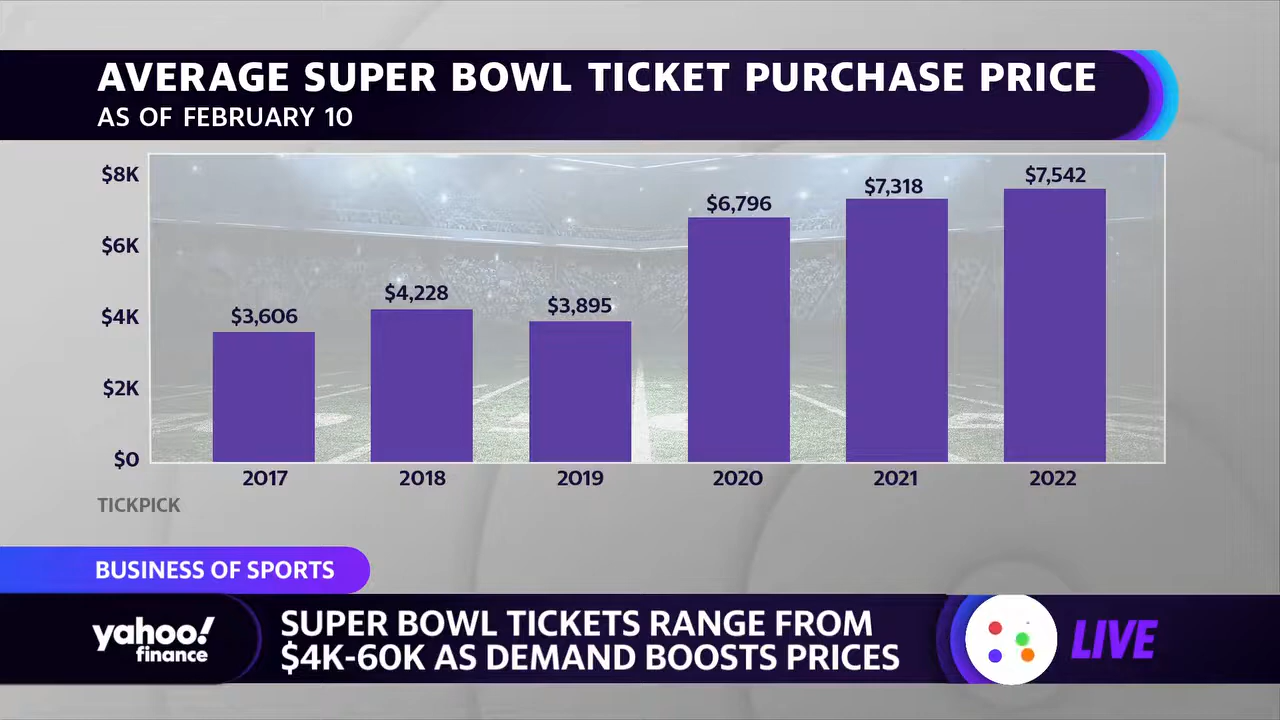 AVERAGE SUPER BOWL TICKET PURCHASE PRICE
AS OF FEBRUARY 10
$8K
$6K
$4K
$2K
$0
$3,606
$4,228
$3,895
$6,796
$7,318
$7,542
2017
2018
2019
2020
2021
2022
TICKPICK
BUSINESS OF SPORTS
yahoo!
finance
SUPER BOWL TICKETS RANGE FROM
$4K-60K AS DEMAND BOOSTS PRICES
LIVE